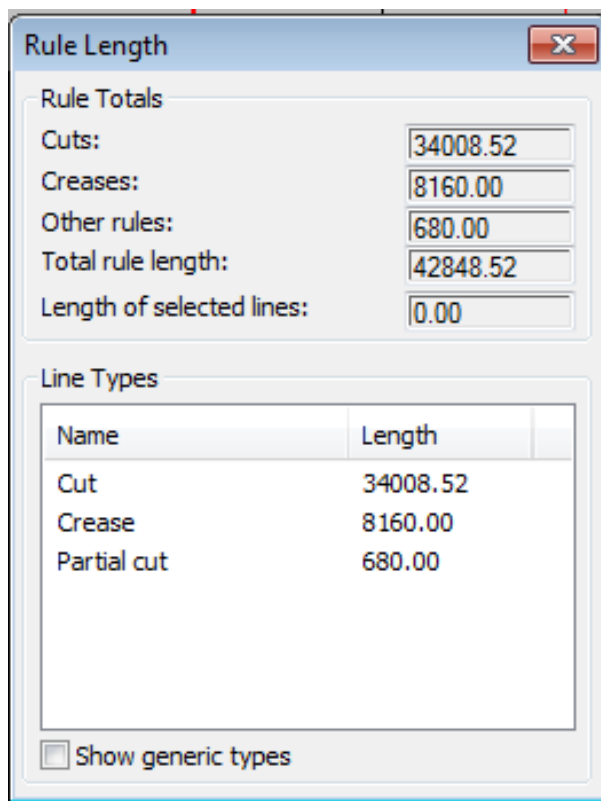 Rule Length
Rule Totals
Cuts: 34008.52
Creases: 8160.00
Other rules: 680.00
Total rule length: 42848.52
Length of selected lines: 0.00
Line Types
Name Length
Cut 34008.52
Crease 8160.00
Partial cut 680.00
Show generic types